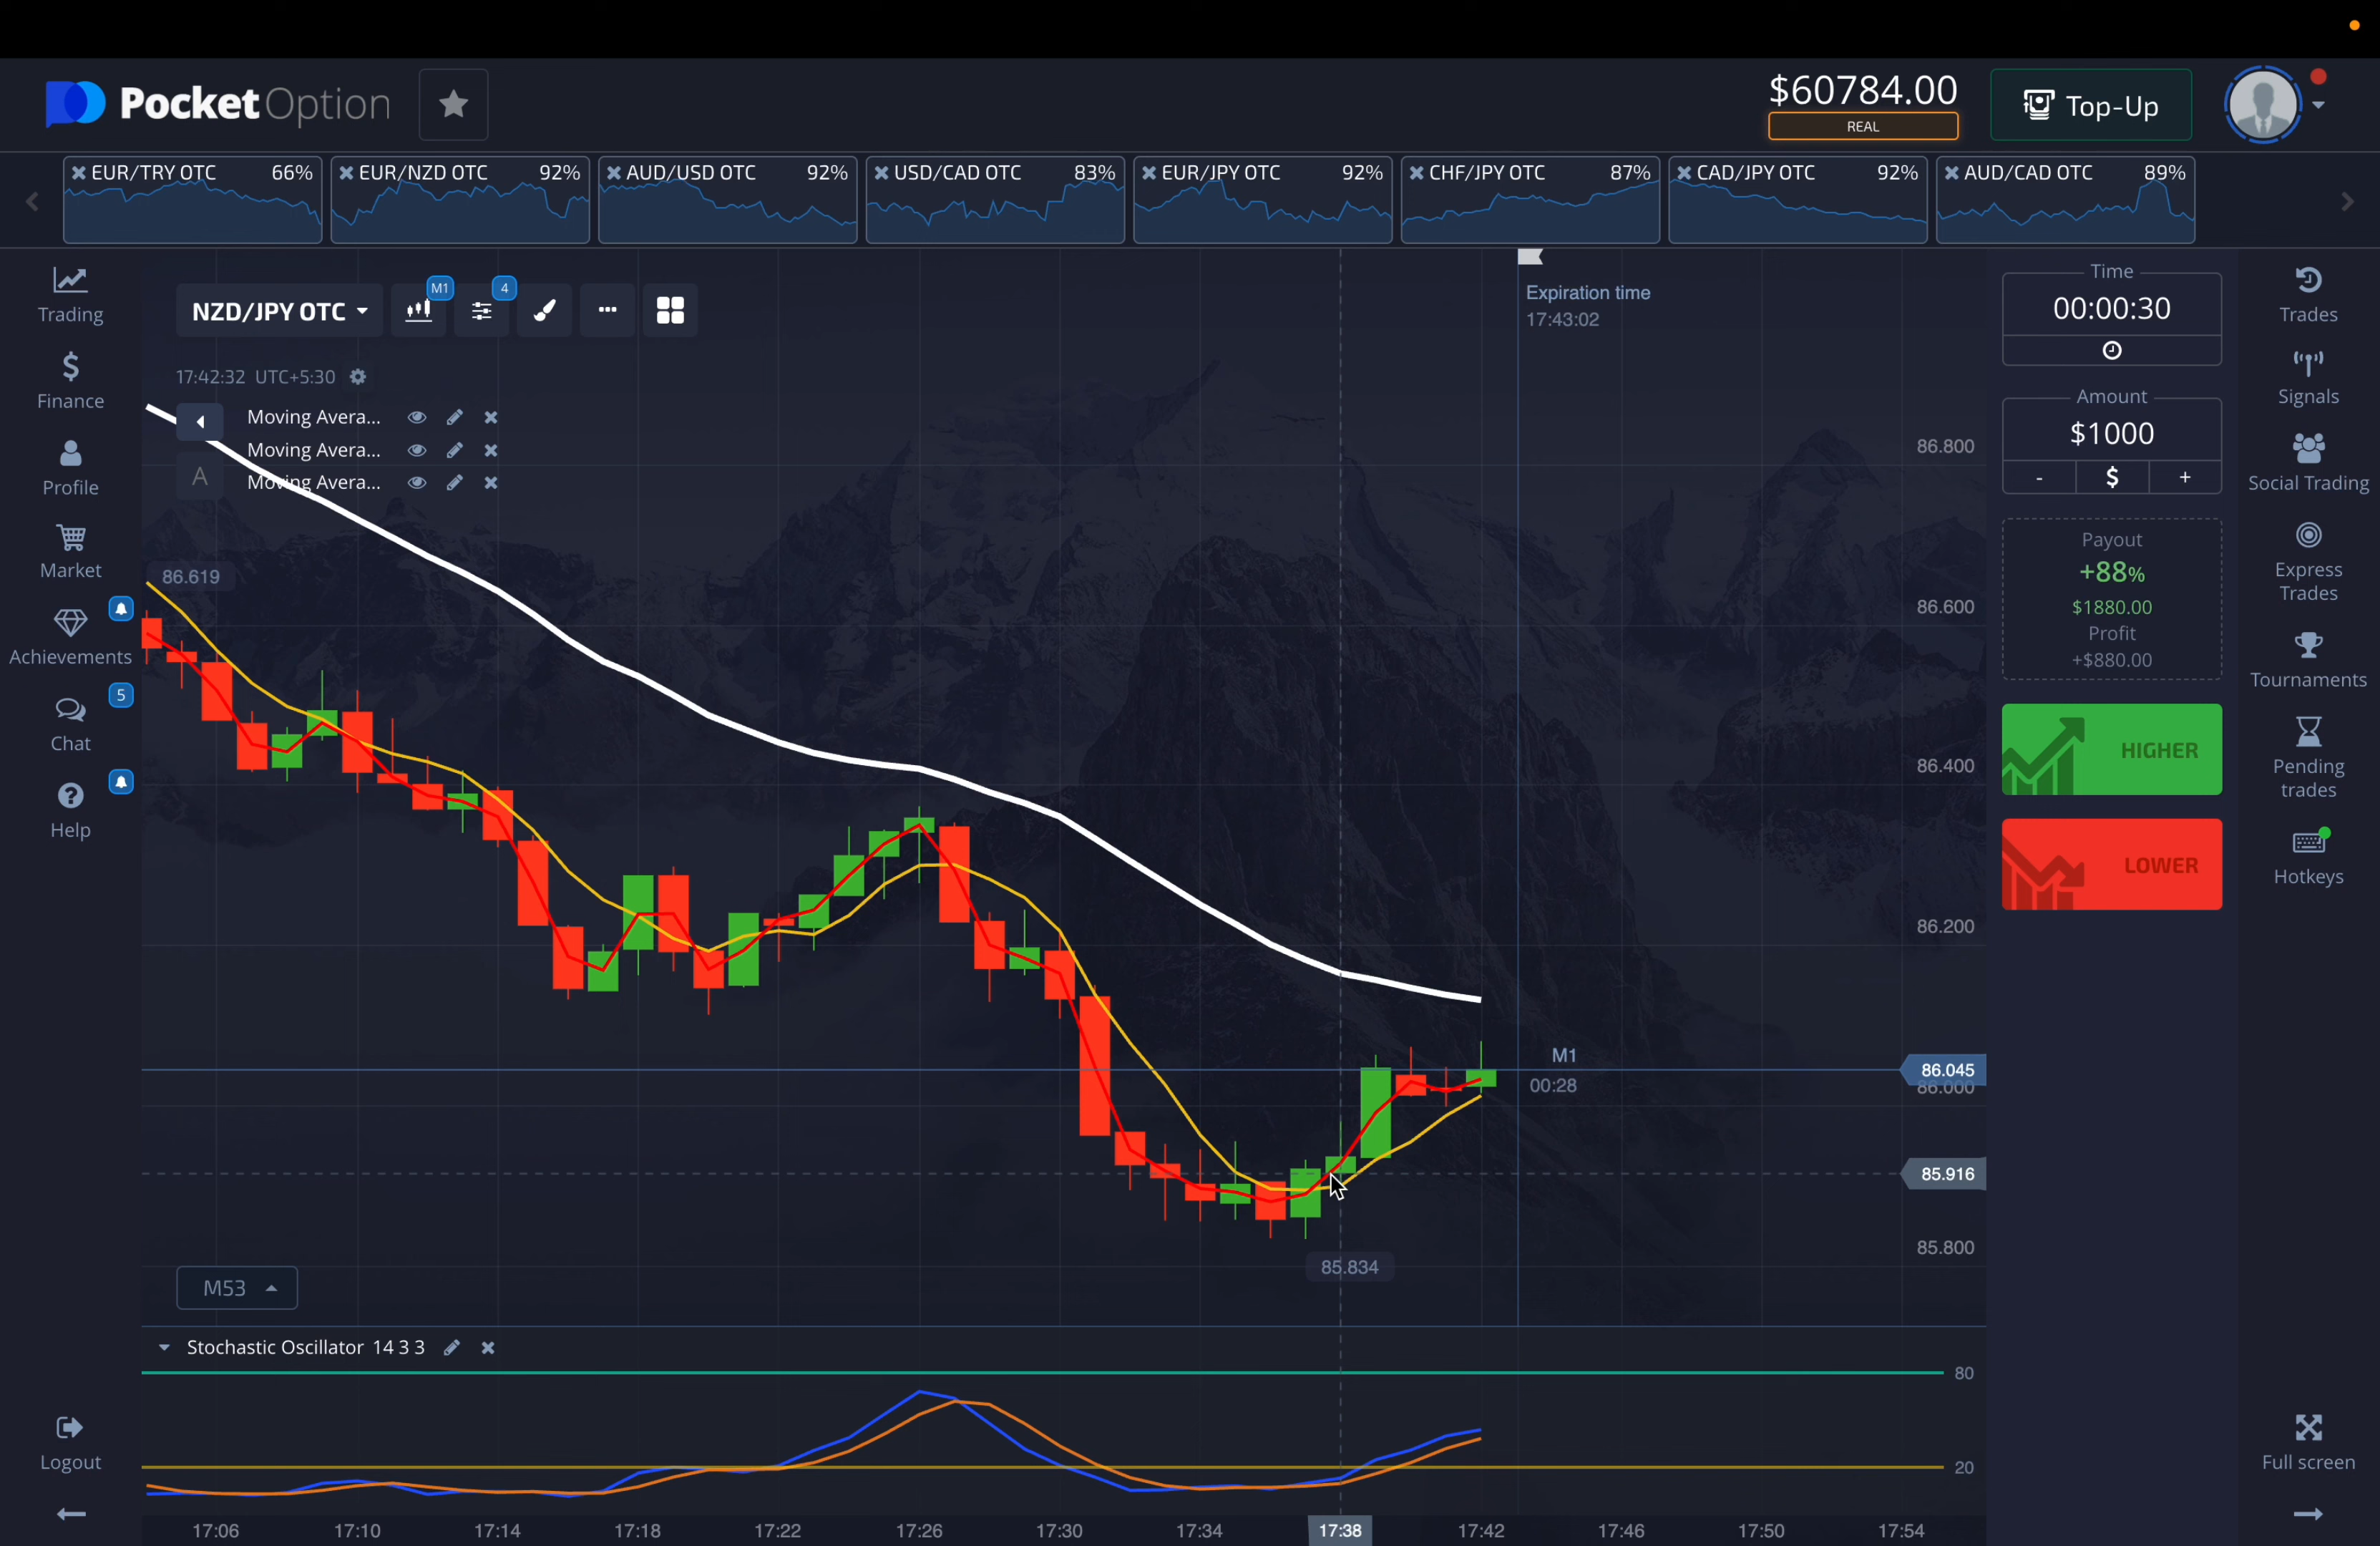 PocketOption
$60784.00
REAL
Top-Up
EUR/TRY OTC 66%
EUR/NZD OTC 92%
AUD/USD OTC 92%
USD/CAD OTC 83%
EUR/JPY OTC 92%
CHF/JPY OTC 87%
CAD/JPY OTC 92%
AUD/CAD OTC 89%
Trading
Finance
Profile
Market
Achievements
5
Chat
Help
Logout
NZD/JPY OTC
M1
4
17:42:32 UTC+5:30
Moving Avera...
Moving Avera...
Moving Avera...
A
86.619
Expiration time
17:43:02
M1
00:28
85.834
86.800
86.600
86.400
86.200
86.045
86.000
85.916
85.800
M53
Stochastic Oscillator 14 3 3
80
20
17:06
17:10
17:14
17:18
17:22
17:26
17:30
17:34
17:38
17:42
17:46
17:50
17:54
Time
00:00:30
Amount
$1000
- $ +
Payout
+88%
$1880.00
Profit
+$880.00
HIGHER
LOWER
Trades
Signals
Social Trading
Express
Trades
Tournaments
Pending
trades
Hotkeys
Full screen